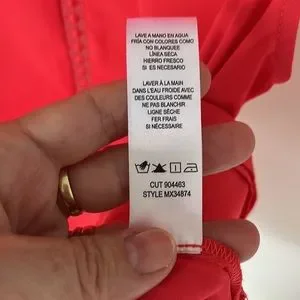 LAVE A MANO EN AGUA
FRÍA CON COLORES COMO
NO BLANQUEE
LÍNEA SECA
HIERRO FRESCO
SI ES NECESARIO
LAVER À LA MAIN
DANS L'EAU FROIDE AVEC
DES COULEURS COMME
NE PAS BLANCHIR
LIGNE SÈCHE
FER FRAIS
SI NÉCESSAIRE
CUT 904463
STYLE MX34874